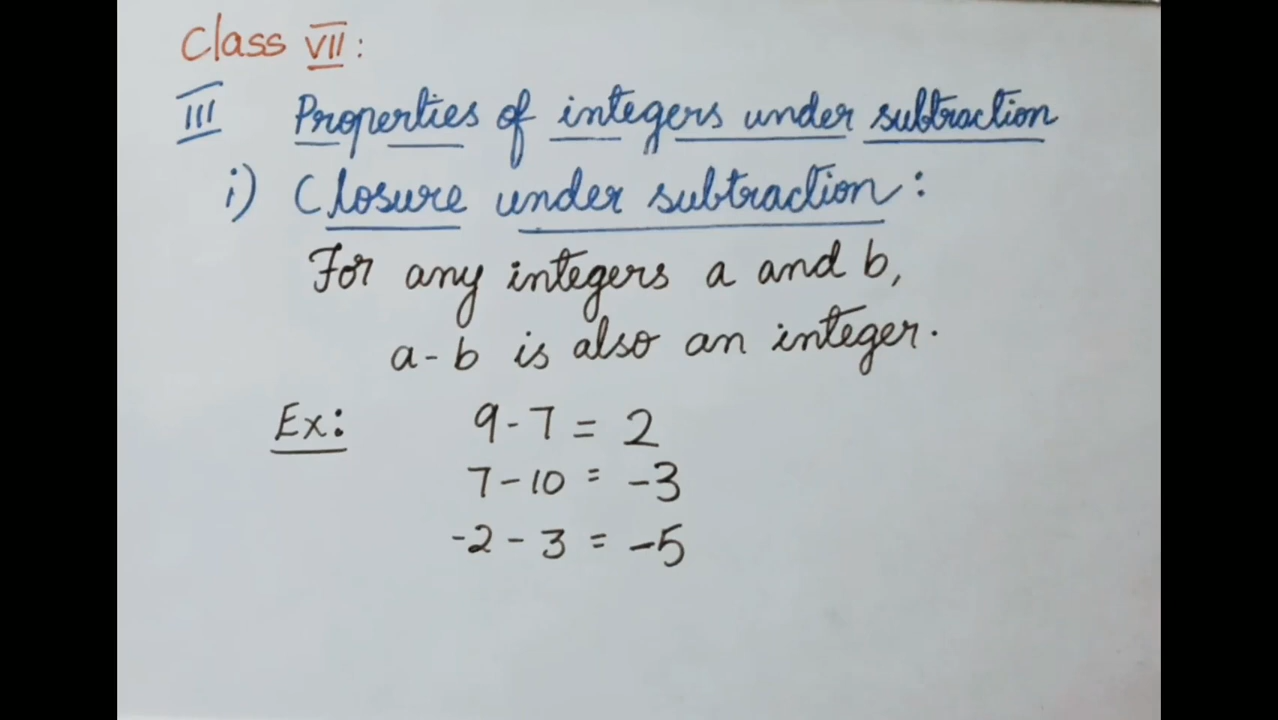 Class VII:
III Properties of integers under subtraction
i) Closure under subtraction:
For any integers a and b,
a-b is also an integer.
Ex: 9-7 = 2
7-10 = -3
-2-3 = -5